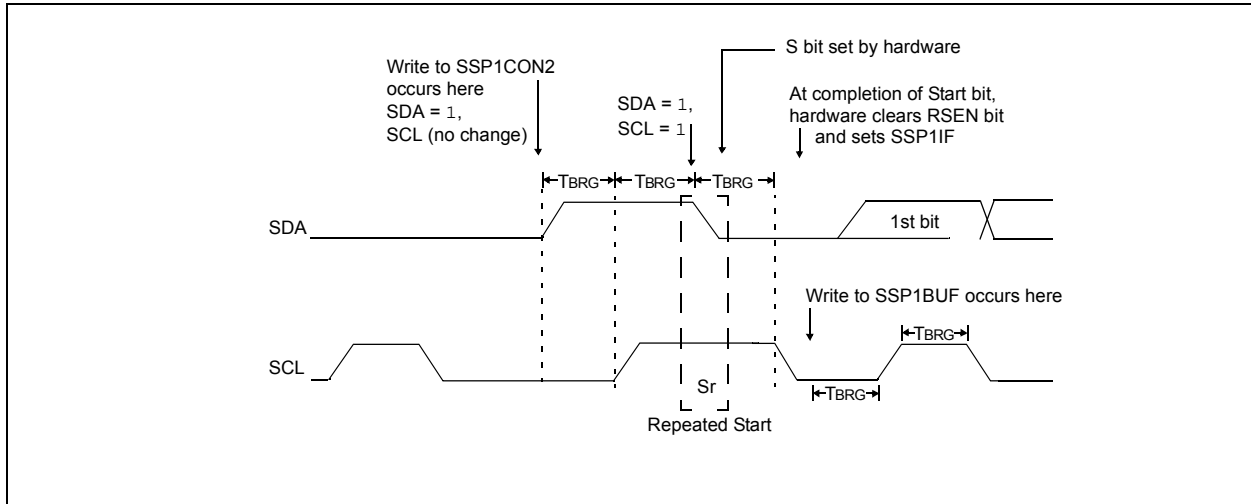 S bit set by hardware
Write to SSP1CON2
occurs here
SDA = 1,
SCL (no change)
SDA = 1,
SCL = 1
At completion of Start bit,
hardware clears RSEN bit
and sets SSP1IF
TBRG
TBRG
TBRG
SDA
1st bit
Write to SSP1BUF occurs here
TBRG
SCL
Sr
TBRG
Repeated Start